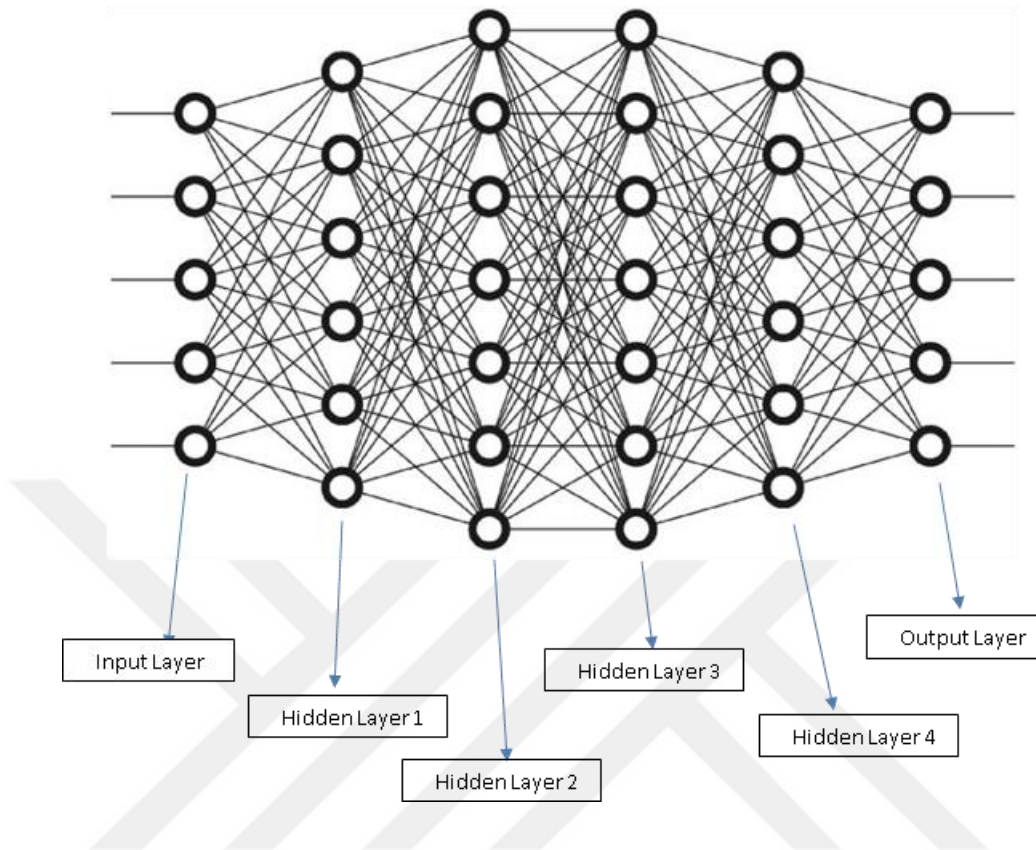 Input Layer
Hidden Layer 1
Hidden Layer 2
Hidden Layer 3
Hidden Layer 4
Output Layer